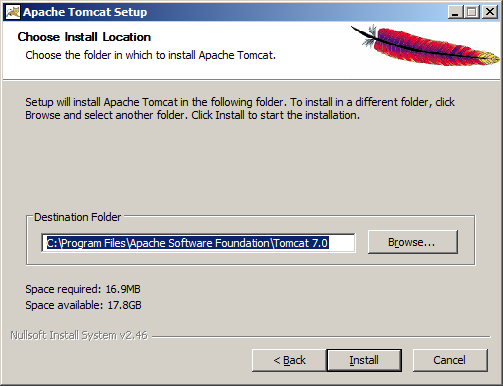 Apache Tomcat Setup
Choose Install Location
Choose the folder in which to install Apache Tomcat.
Setup will install Apache Tomcat in the following folder. To install in a different folder, click
Browse and select another folder. Click Install to start the installation.
Destination Folder
C:\Program Files\Apache Software Foundation\Tomcat 7.0
Browse...
Space required: 16.9MB
Space available: 17.8GB
Nullsoft Install System v2.46
< Back
Install
Cancel